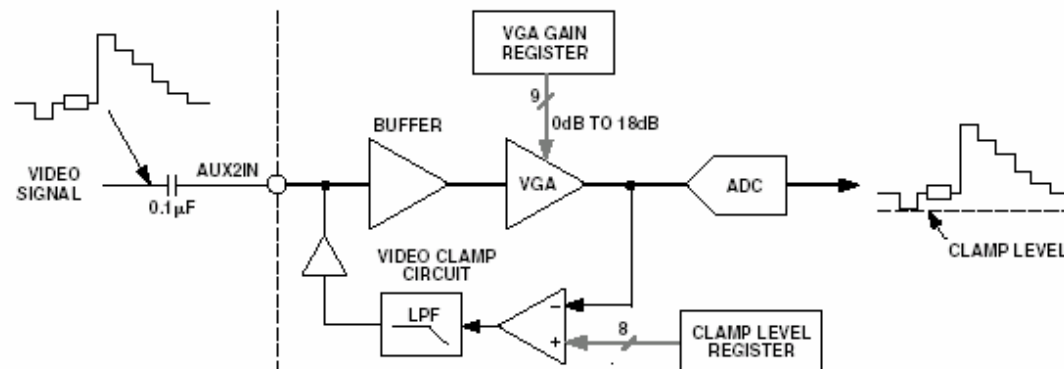 VGA GAIN
REGISTER
9
0dB TO 18dB
BUFFER
VIDEO
SIGNAL
AUX2IN
0.1µF
VGA
ADC
CLAMP LEVEL
VIDEO CLAMP
CIRCUIT
LPF
−
+
8
CLAMP LEVEL
REGISTER